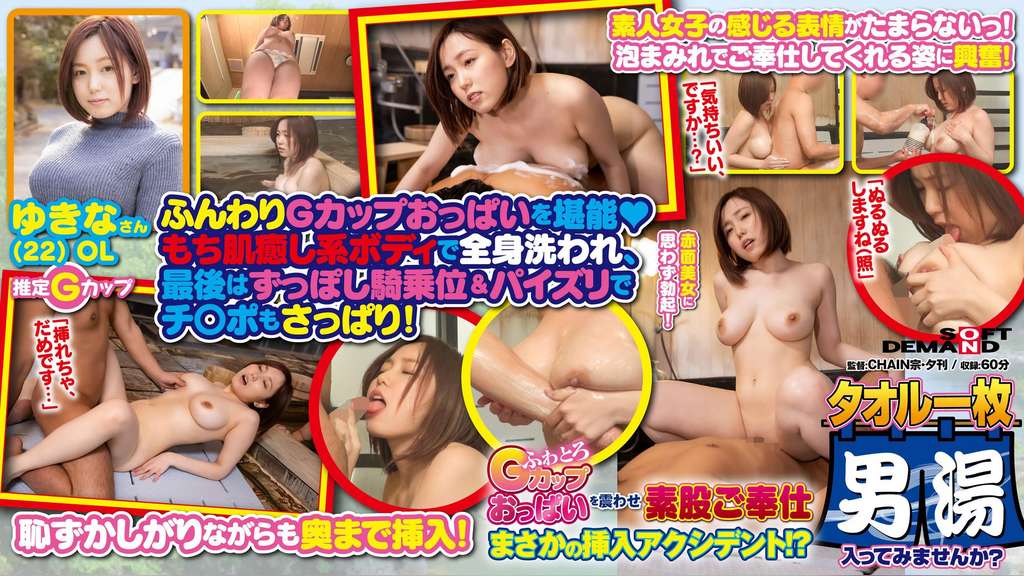 素人女子の感じる表情がたまらないっ!
泡まみれでご奉仕してくれる姿に興奮!
「気持ちいい、
ですか…?」
「ぬるぬる
しますね、照」
ゆきなさん
(22) OL
推定Gカップ
ふんわりGカップおっぱいを堪能♥
もち肌癒し系ボディで全身洗われ、
最後はすっぽし騎乗位&パイズリで
チ〇ポもさっぱり!
赤面美女に
思わず勃起!
「挿れちゃ、
だめです…」
SOFT
ON
DEMAND
監督:CHAIN宗・夕刊 / 収録:60分
タオル一枚
男湯
入ってみませんか?
ふわとろ
Gカップ
おっぱいを震わせ 素股ご奉仕
まさかの挿入アクシデント!?
恥ずかしがりながらも奥まで挿入!